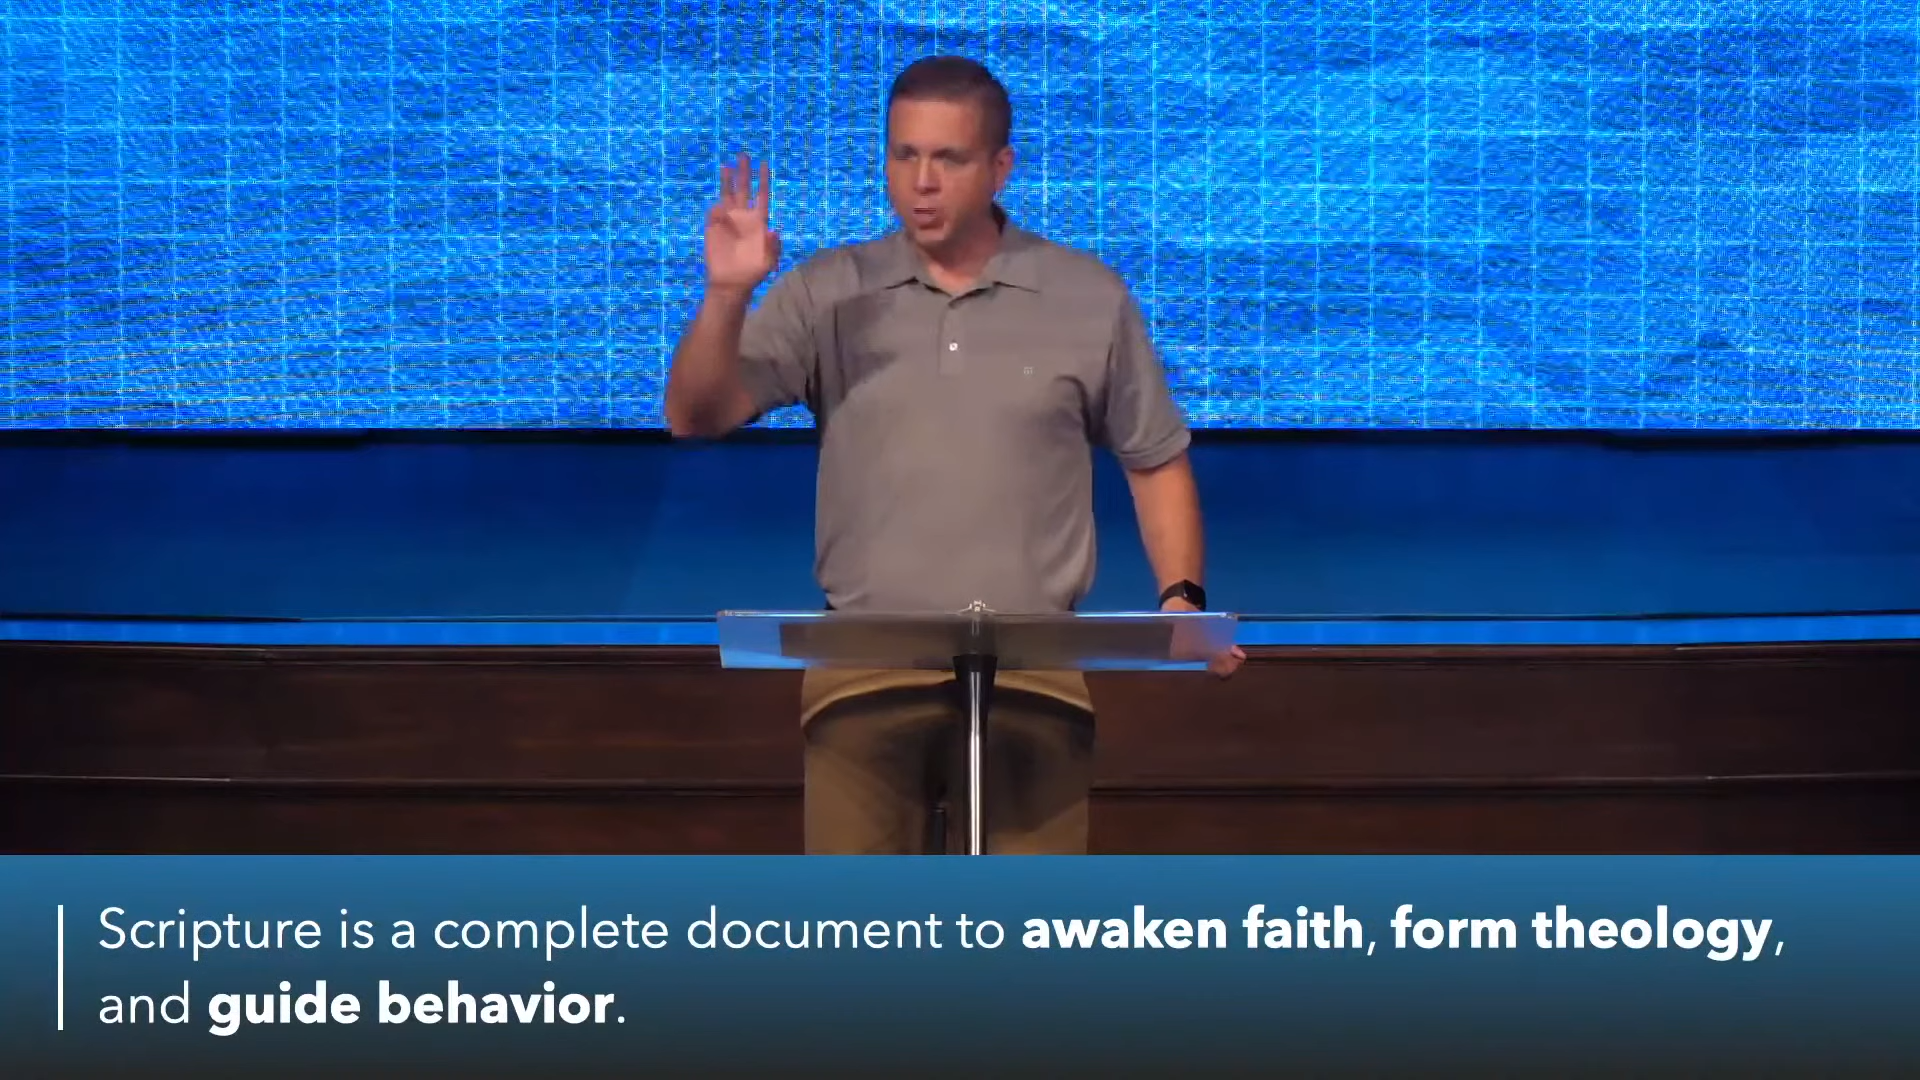 Scripture is a complete document to awaken faith, form theology,
and guide behavior.